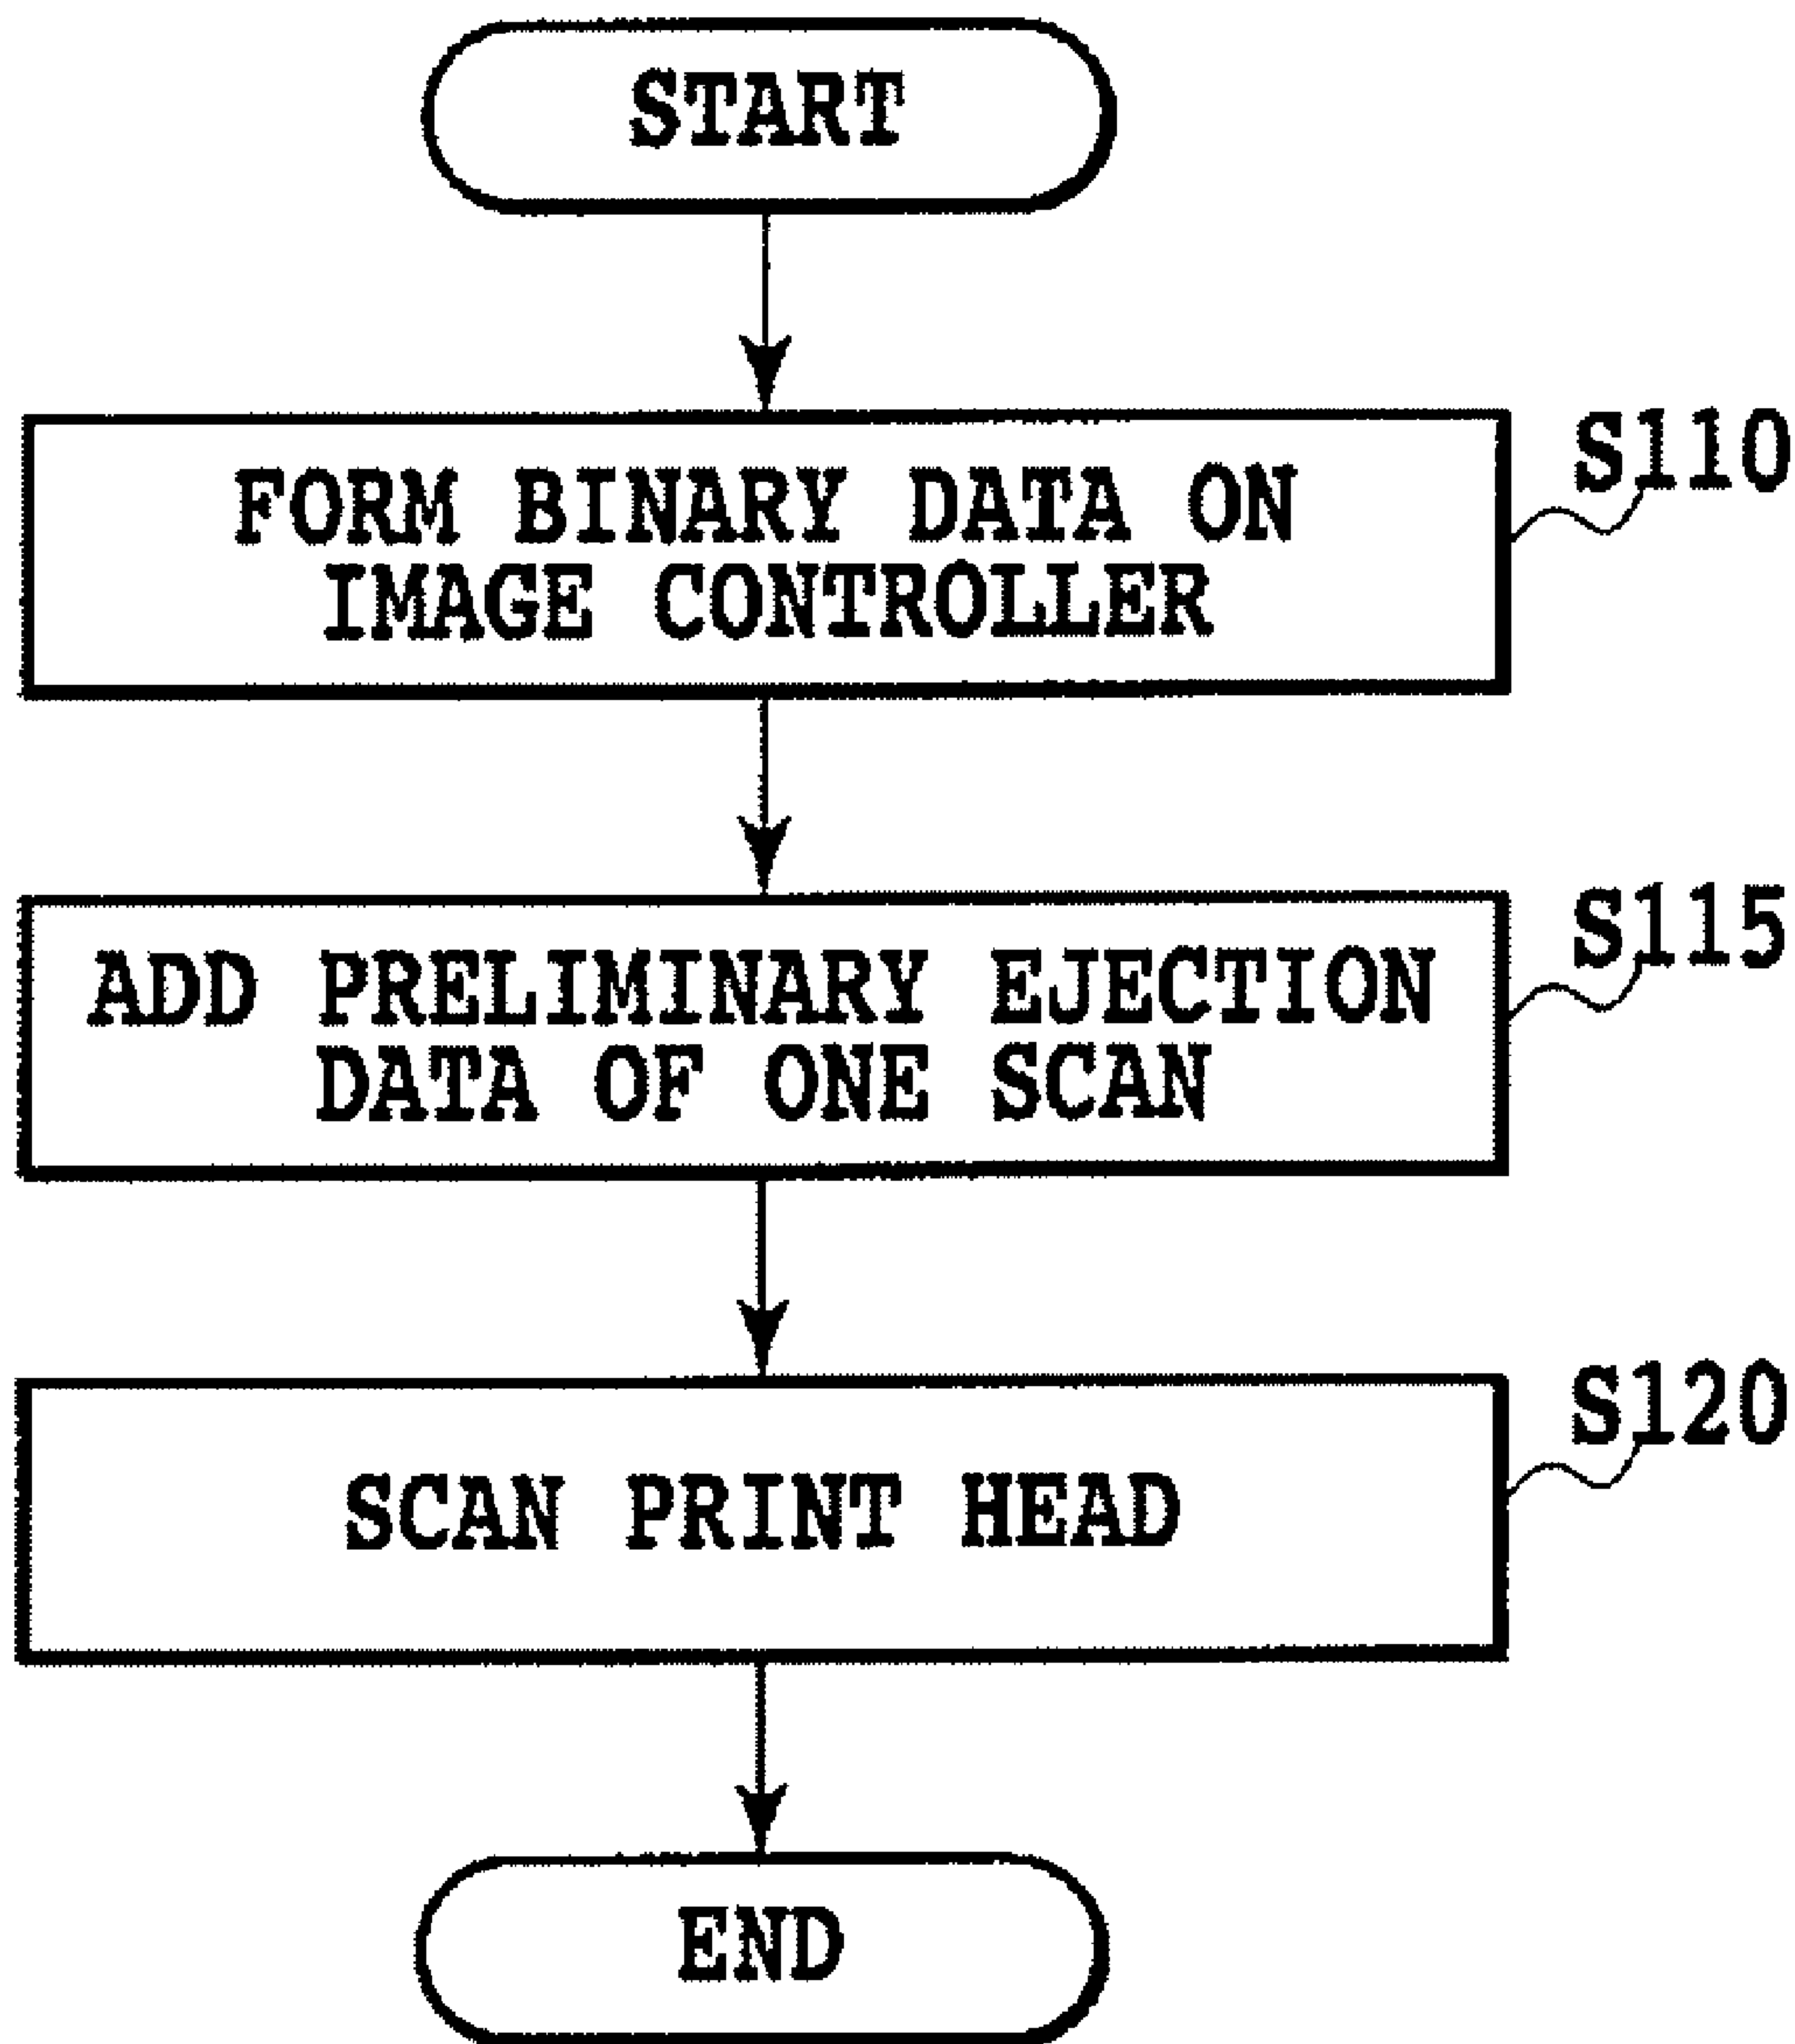 START
FORM BINARY DATA ON
IMAGE CONTROLLER
S110
ADD PRELIMINARY EJECTION
DATA OF ONE SCAN
S115
SCAN PRINT HEAD
S120
END